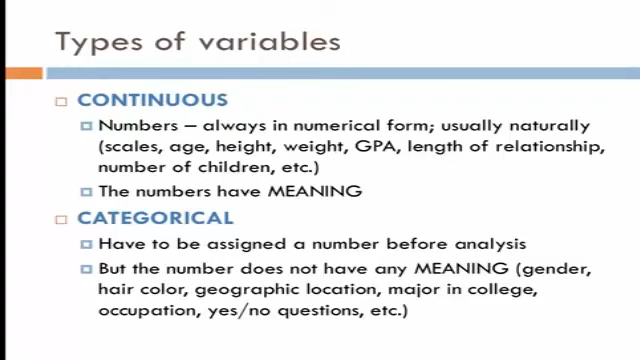 Types of variables
CONTINUOUS
Numbers – always in numerical form; usually naturally
(scales, age, height, weight, GPA, length of relationship,
number of children, etc.)
The numbers have MEANING
CATEGORICAL
Have to be assigned a number before analysis
But the number does not have any MEANING (gender,
hair color, geographic location, major in college,
occupation, yes/no questions, etc.)